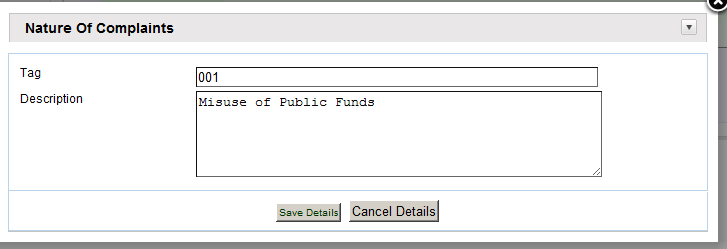 Nature Of Complaints
Tag
001
Description
Misuse of Public Funds
Save Details
Cancel Details